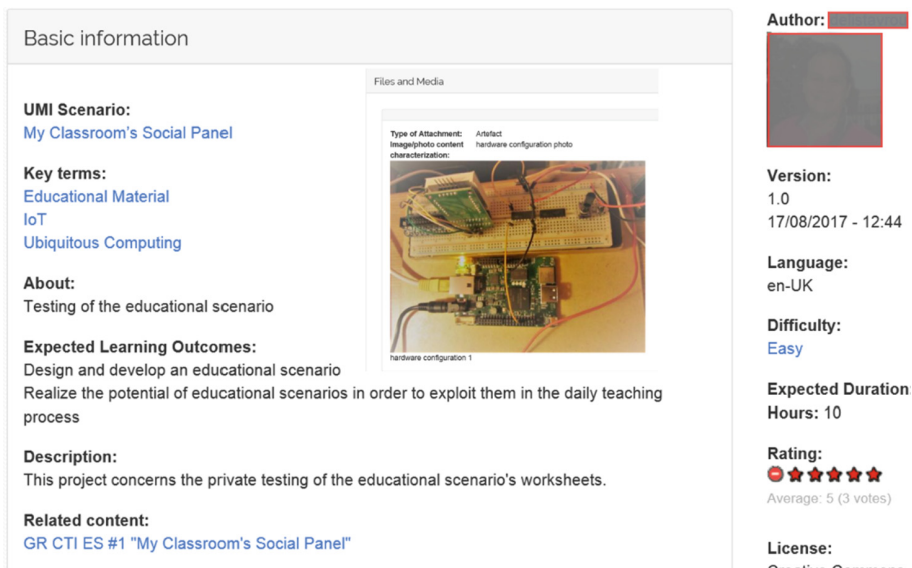 Basic information
UMI Scenario:
My Classroom's Social Panel
Key terms:
Educational Material
IoT
Ubiquitous Computing
About:
Testing of the educational scenario
Expected Learning Outcomes:
Design and develop an educational scenario
Realize the potential of educational scenarios in order to exploit them in the daily teaching
process
Description:
This project concerns the private testing of the educational scenario's worksheets.
Related content:
GR CTI ES #1 "My Classroom's Social Panel"
Files and Media
Type of Attachment: Artefact
Image/photo content hardware configuration photo
characterization:
hardware configuration 1
Author:
Version:
1.0
17/08/2017 - 12:44
Language:
en-UK
Difficulty:
Easy
Expected Duration:
Hours: 10
Rating:
Average: 5 (3 votes)
License:
Creative Commons